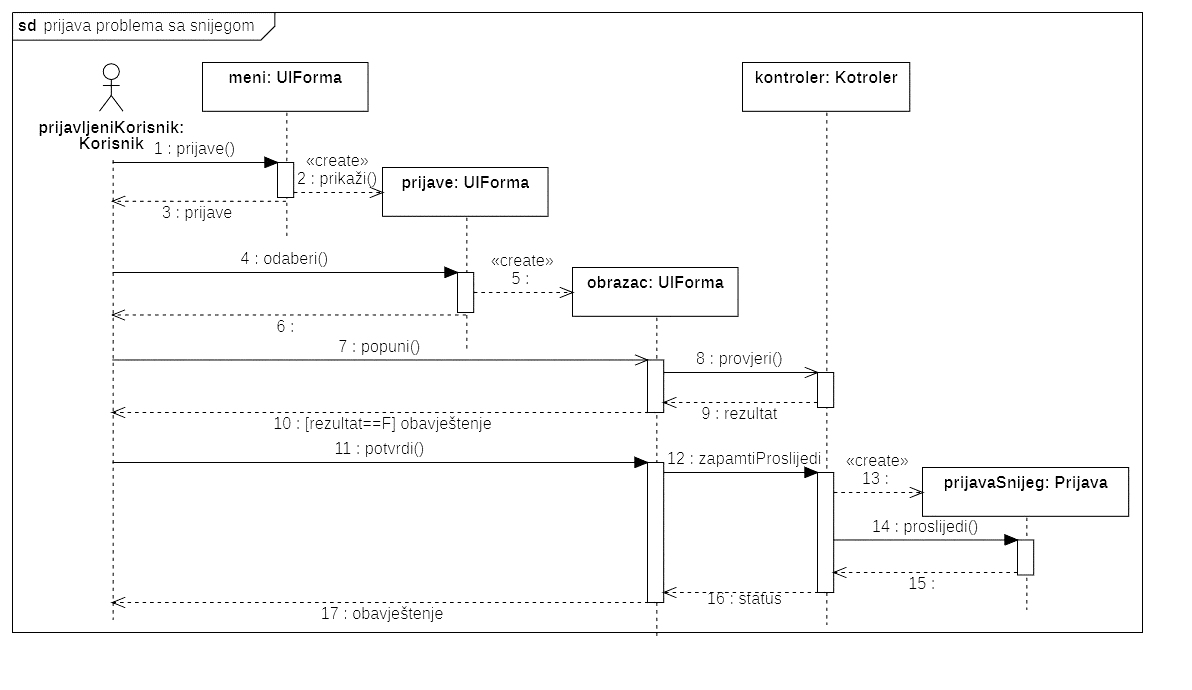 sd prijava problema sa snijegom
meni: UIForma
kontroler: Kotroler
prijavljeniKorisnik:
Korisnik
1 : prijave()
«create»
2 : prikaži()
prijave: UIForma
3 : prijave
4 : odaberi()
«create»
5 :
obrazac: UIForma
6 :
7 : popuni()
8 : provjeri()
9 : rezultat
10 : [rezultat==F] obavještenje
11 : potvrdi()
12 : zapamtiProslijedi
«create»
13 :
prijavaSnijeg: Prijava
14 : proslijedi()
15 :
16 : status
17 : obavještenje